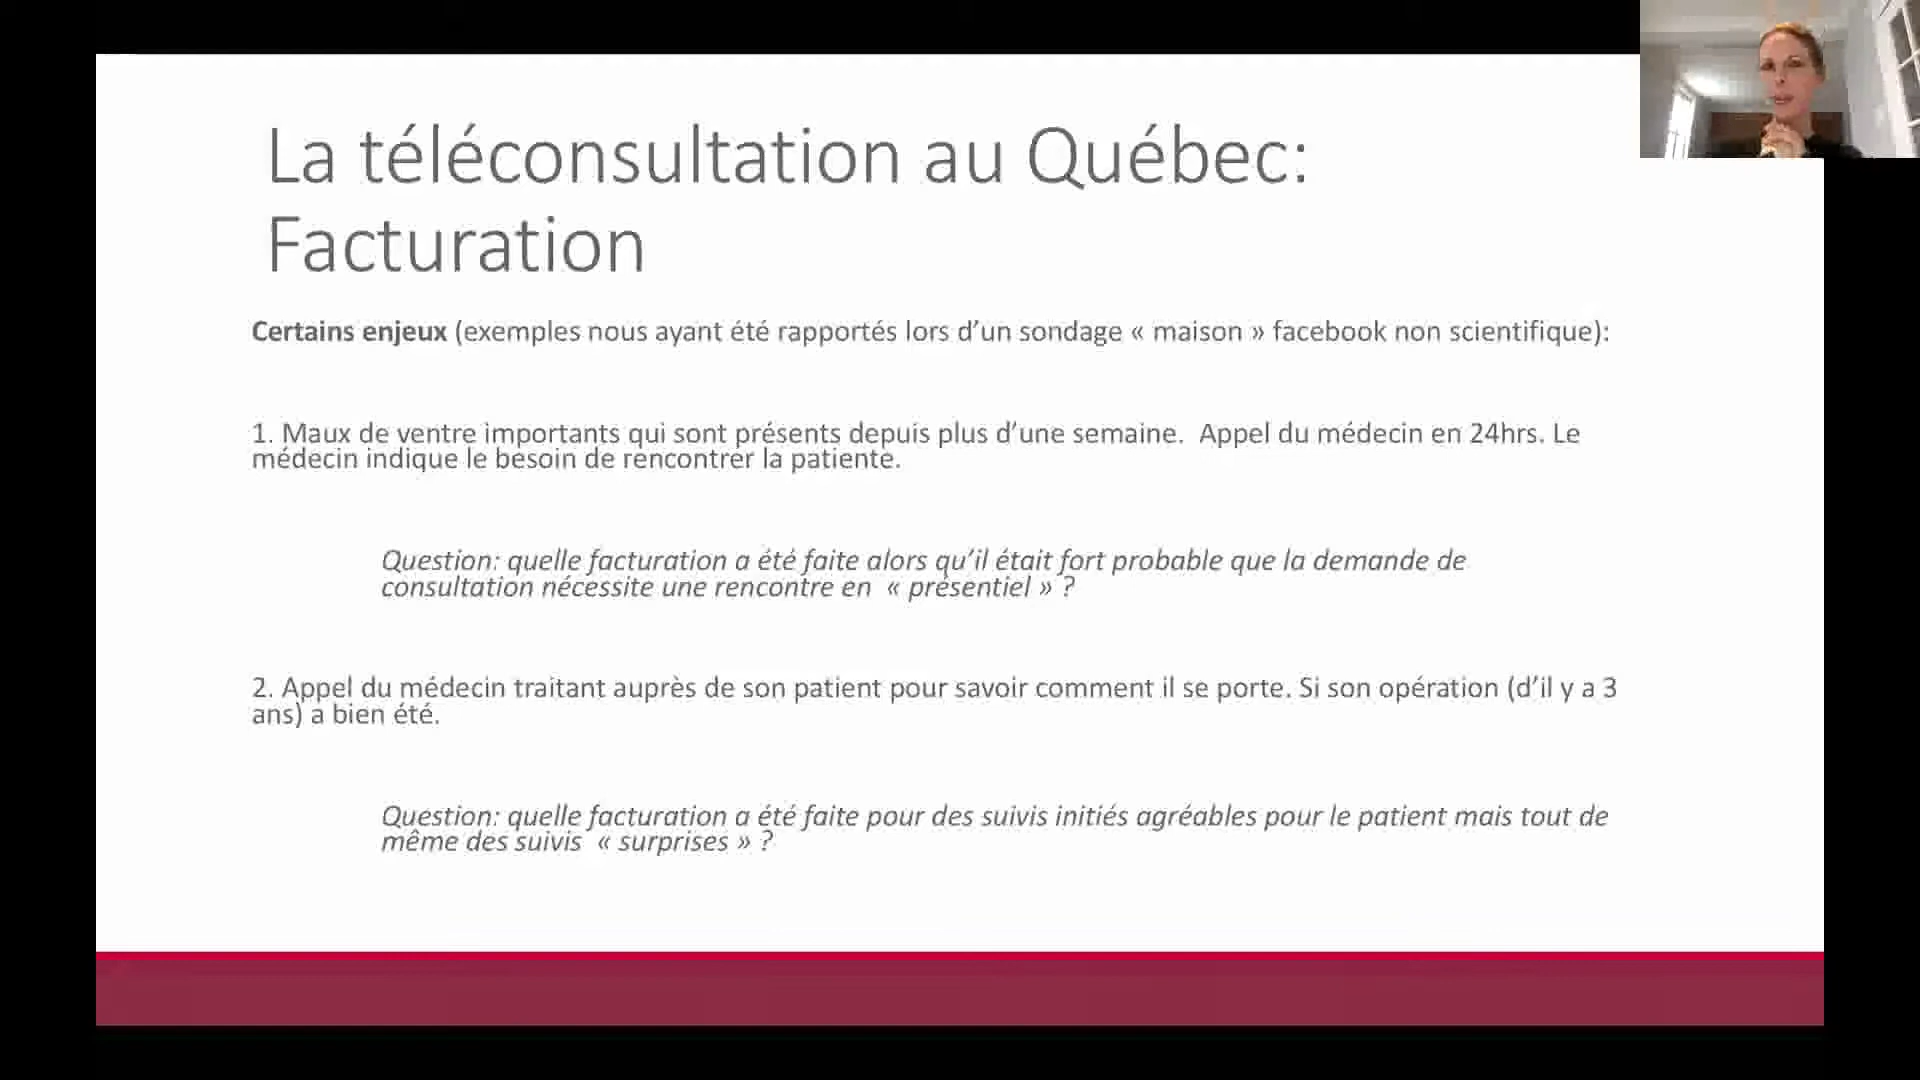 La téléconsultation au Québec:
Facturation
Certains enjeux (exemples nous ayant été rapportés lors d'un sondage « maison » facebook non scientifique):
1. Maux de ventre importants qui sont présents depuis plus d'une semaine.  Appel du médecin en 24hrs. Le
médecin indique le besoin de rencontrer la patiente.
Question: quelle facturation a été faite alors qu'il était fort probable que la demande de
consultation nécessite une rencontre en  « présentiel » ?
2. Appel du médecin traitant auprès de son patient pour savoir comment il se porte. Si son opération (d'il y a 3
ans) a bien été.
Question: quelle facturation a été faite pour des suivis initiés agréables pour le patient mais tout de
même des suivis  « surprises » ?